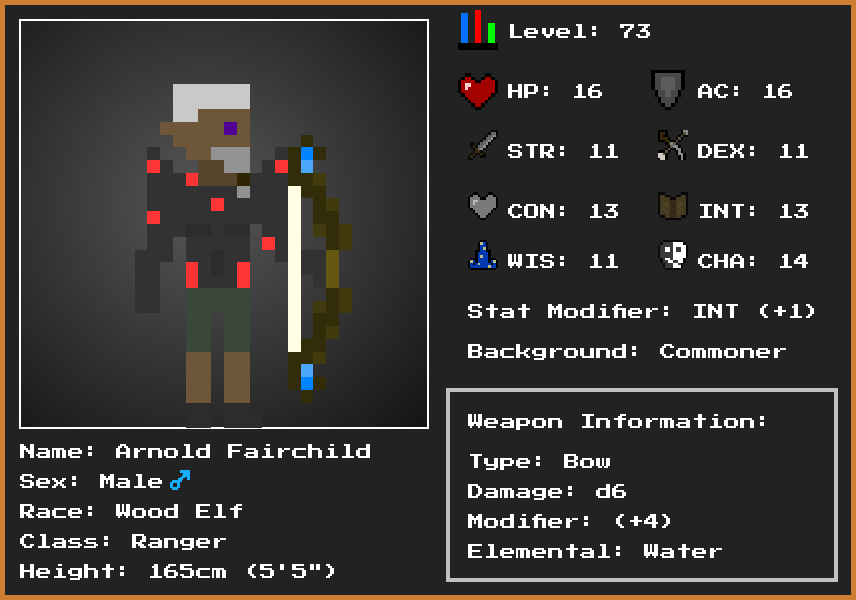 Level: 73
HP: 16
AC: 16
STR: 11
DEX: 11
CON: 13
INT: 13
WIS: 11
CHA: 14
Stat Modifier: INT (+1)
Background: Commoner
Weapon Information:
Type: Bow
Damage: d6
Modifier: (+4)
Elemental: Water
Name: Arnold Fairchild
Sex: Male ♂
Race: Wood Elf
Class: Ranger
Height: 165cm (5'5")